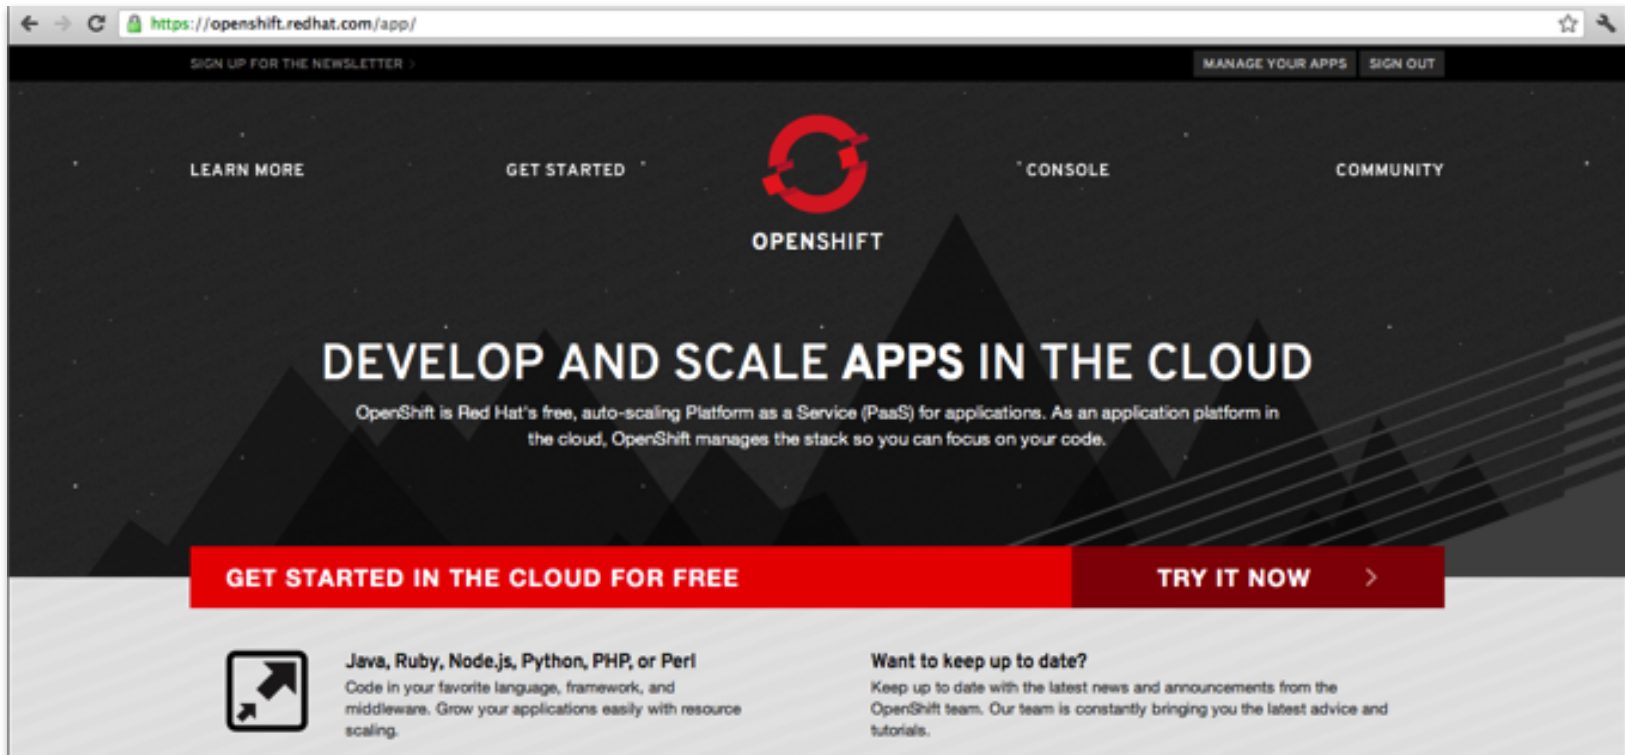 https://openshift.redhat.com/app/
SIGN UP FOR THE NEWSLETTER >
MANAGE YOUR APPS SIGN OUT
LEARN MORE GET STARTED CONSOLE COMMUNITY
OPENSHIFT
DEVELOP AND SCALE APPS IN THE CLOUD
OpenShift is Red Hat's free, auto-scaling Platform as a Service (PaaS) for applications. As an application platform in
the cloud, OpenShift manages the stack so you can focus on your code.
GET STARTED IN THE CLOUD FOR FREE TRY IT NOW >
Java, Ruby, Node.js, Python, PHP, or Perl
Code in your favorite language, framework, and
middleware. Grow your applications easily with resource
scaling.
Want to keep up to date?
Keep up to date with the latest news and announcements from the
OpenShift team. Our team is constantly bringing you the latest advice and
tutorials.